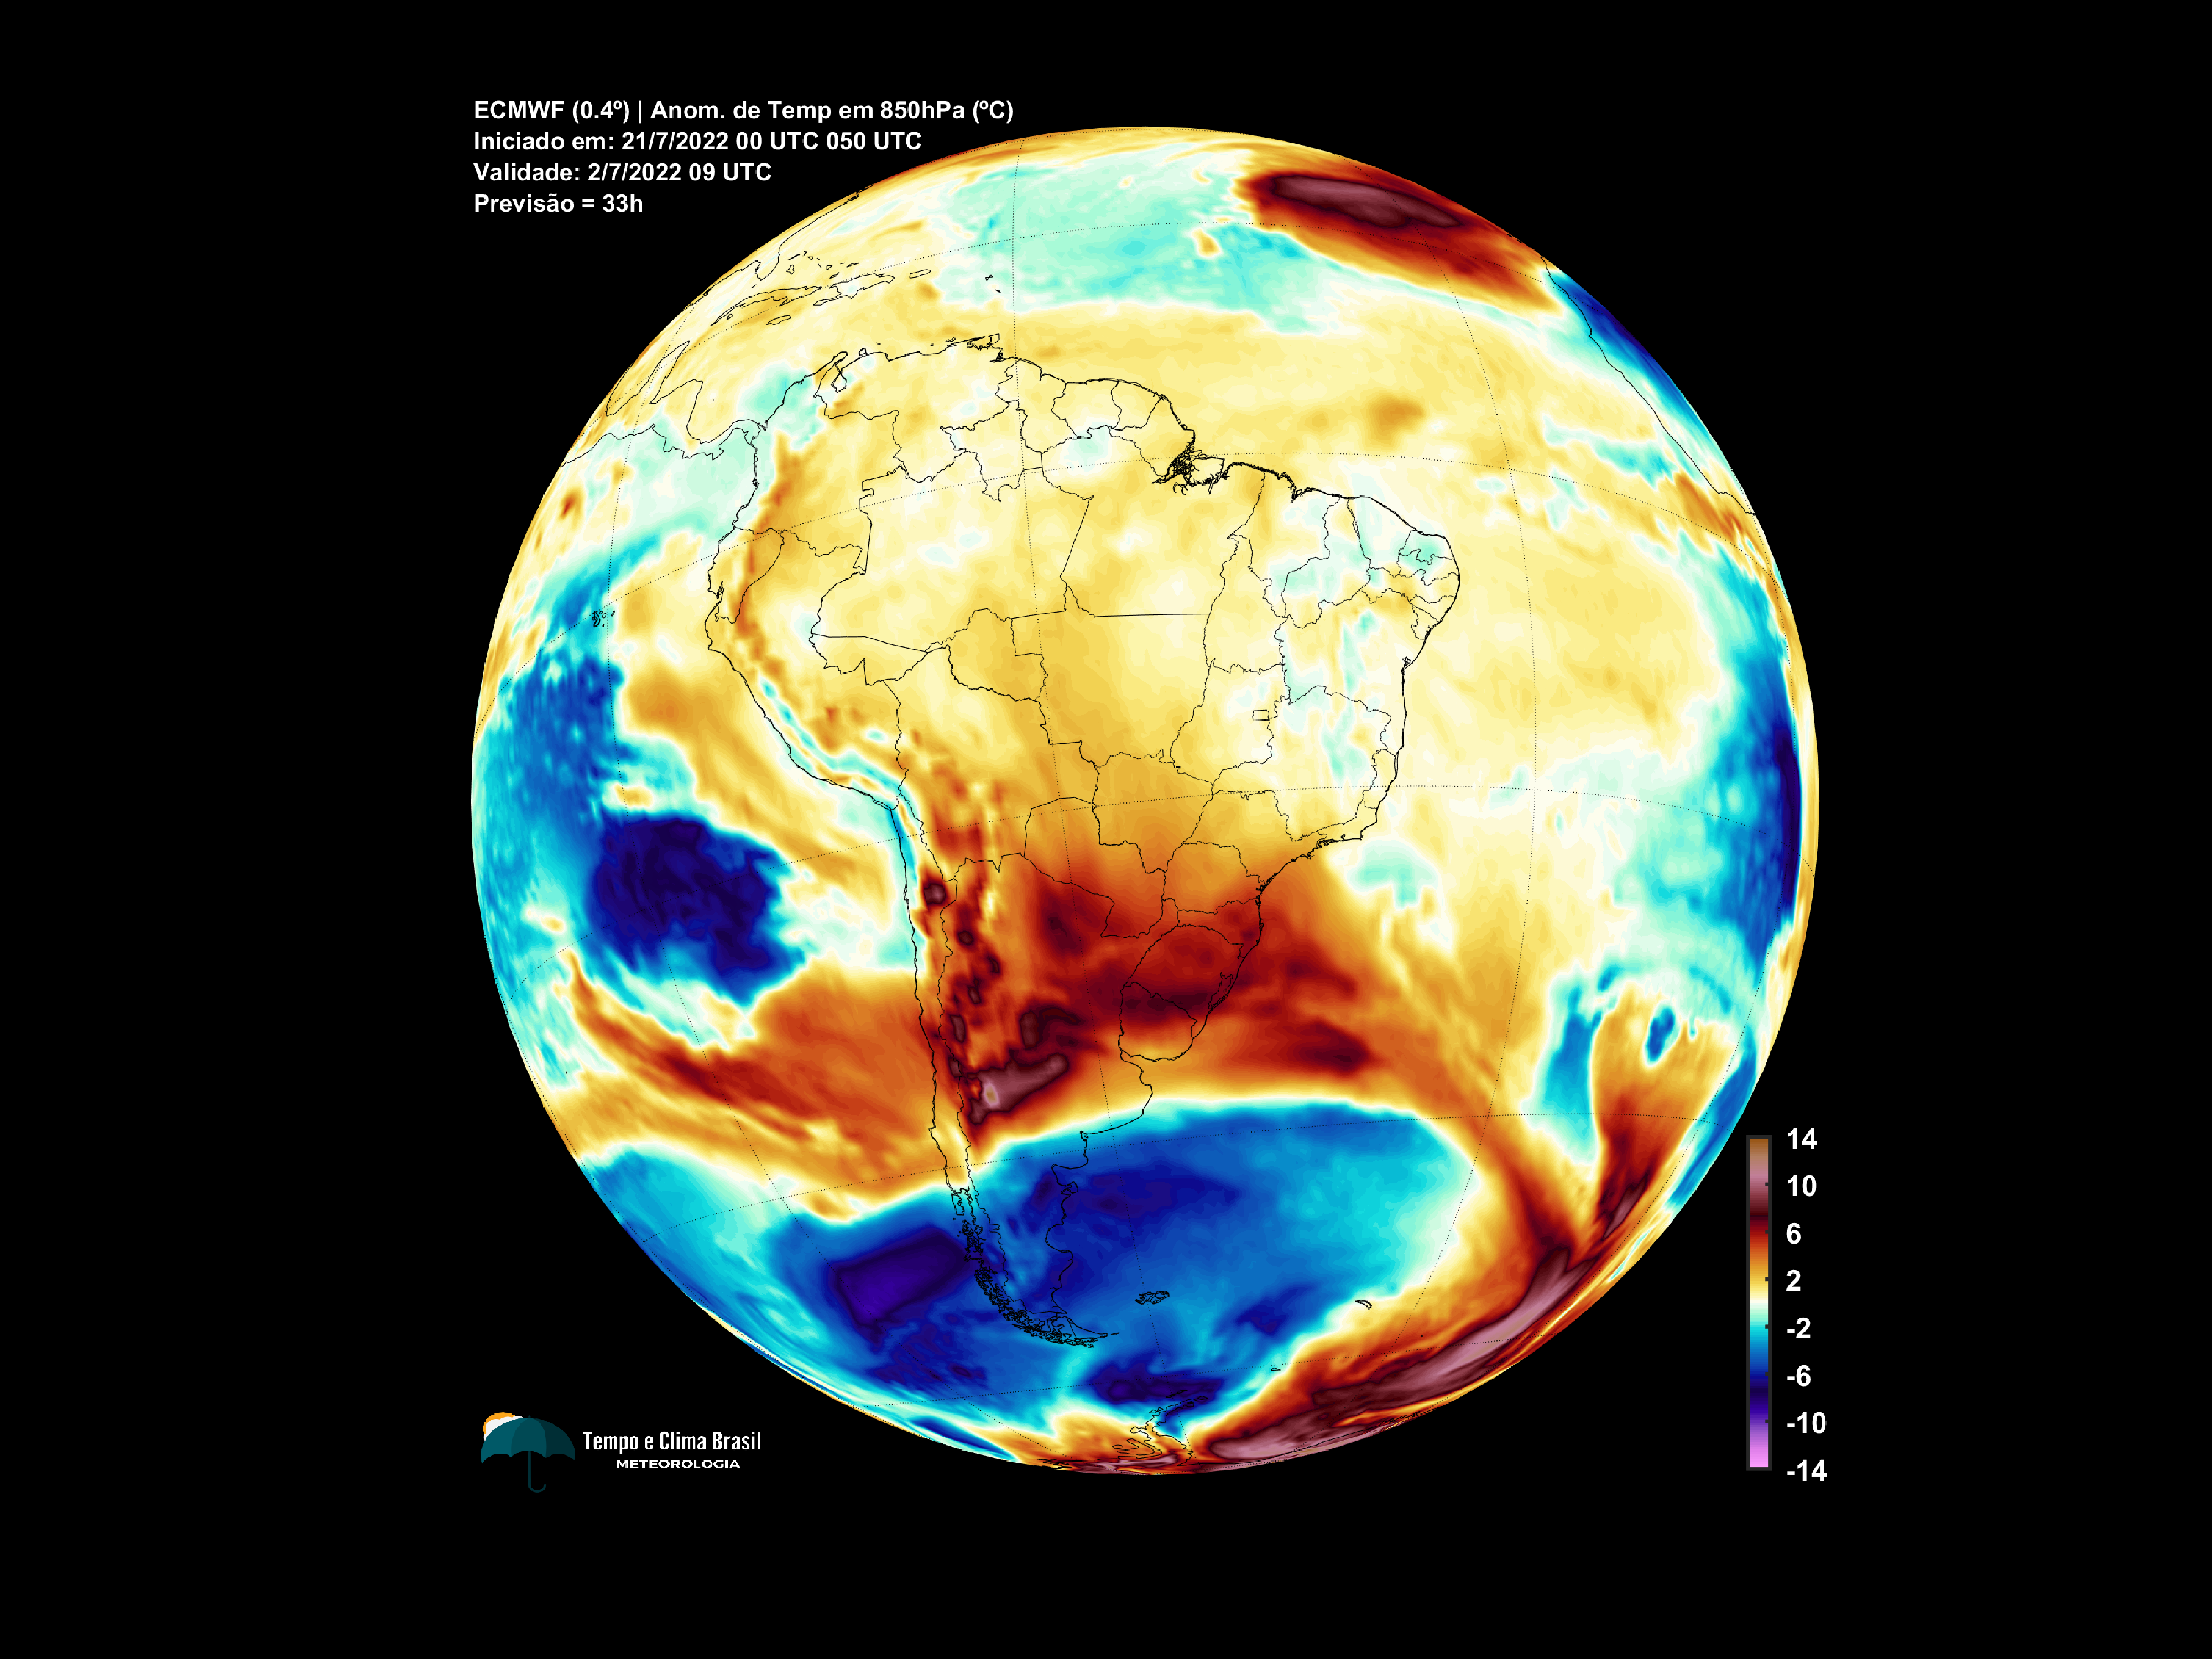 ECMWF (0.4º) | Anom. de Temp em 850hPa (ºC)
Iniciado em: 21/7/2022 00 UTC 050 UTC
Validade: 2/7/2022 09 UTC
Previsão = 33h
14
10
6
2
-2
-6
-10
-14
Tempo e Clima Brasil
METEOROLOGIA